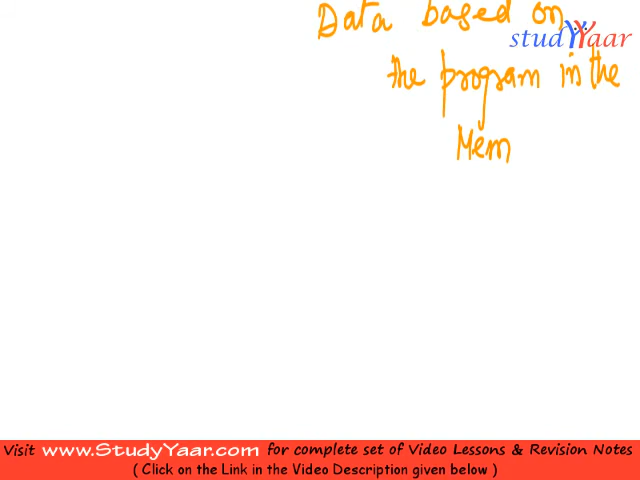 Data based on
studYYaar
the program in the
Mem
Visit www.StudyYaar.com for complete set of Video Lessons & Revision Notes
( Click on the Link in the Video Description given below )